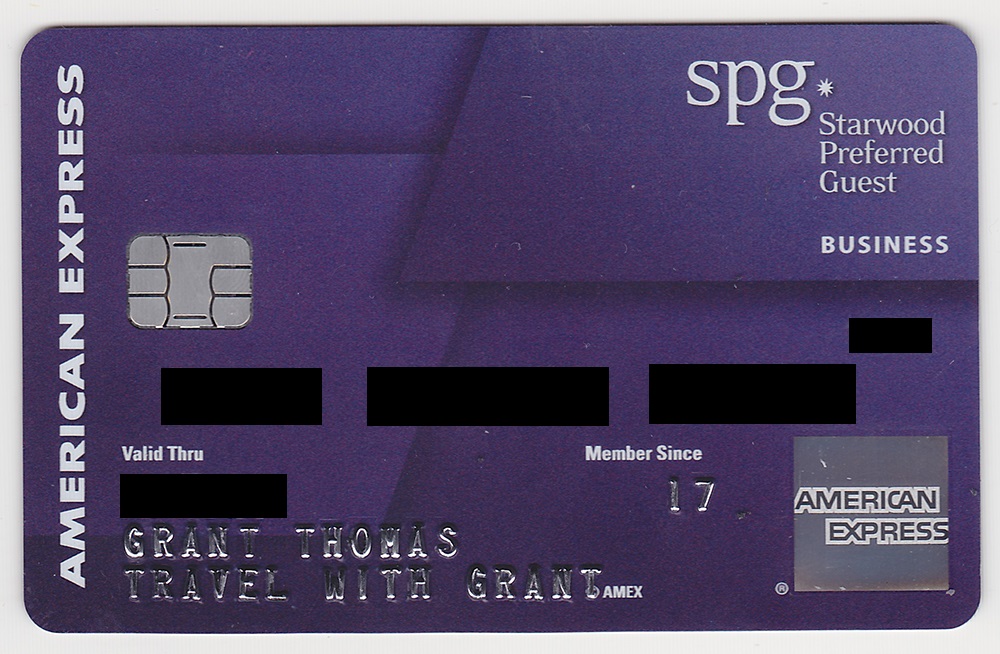 AMERICAN EXPRESS
spg
Starwood
Preferred
Guest
BUSINESS
Valid Thru
Member Since
17
AMERICAN
EXPRESS
GRANT THOMAS
TRAVEL WITH GRANT AMEX
®